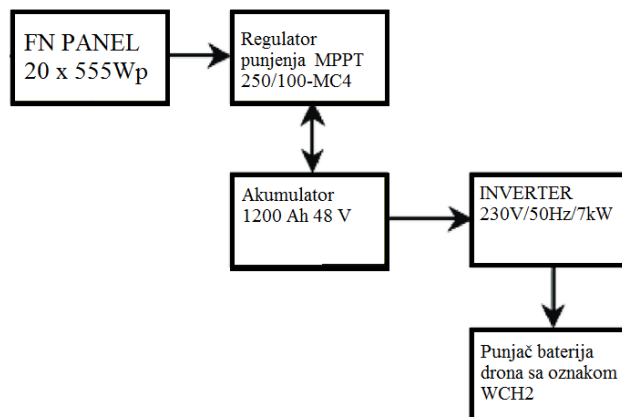 FN PANEL
20 x 555Wp
Regulator
punjenja MPPT
250/100-MC4
Akumulator
1200 Ah 48 V
INVERTER
230V/50Hz/7kW
Punjač baterija
drona sa oznakom
WCH2